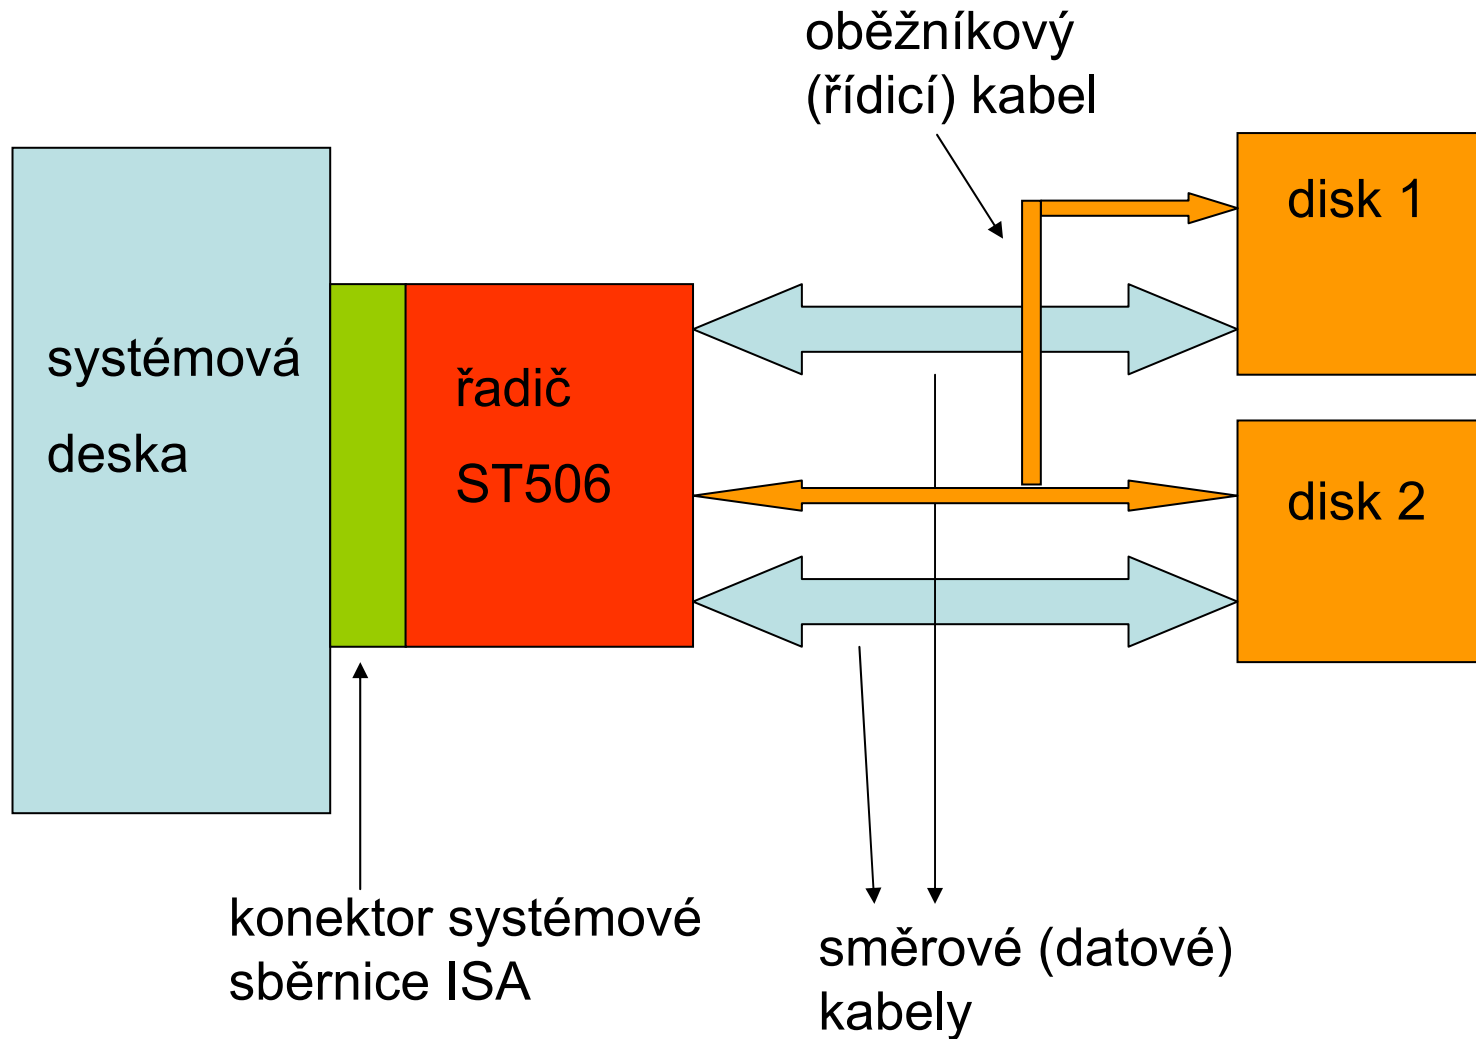 oběžníkový
(řídicí) kabel
disk 1
systémová
deska
řadič
ST506
disk 2
konektor systémové
sběrnice ISA
směrové (datové)
kabely